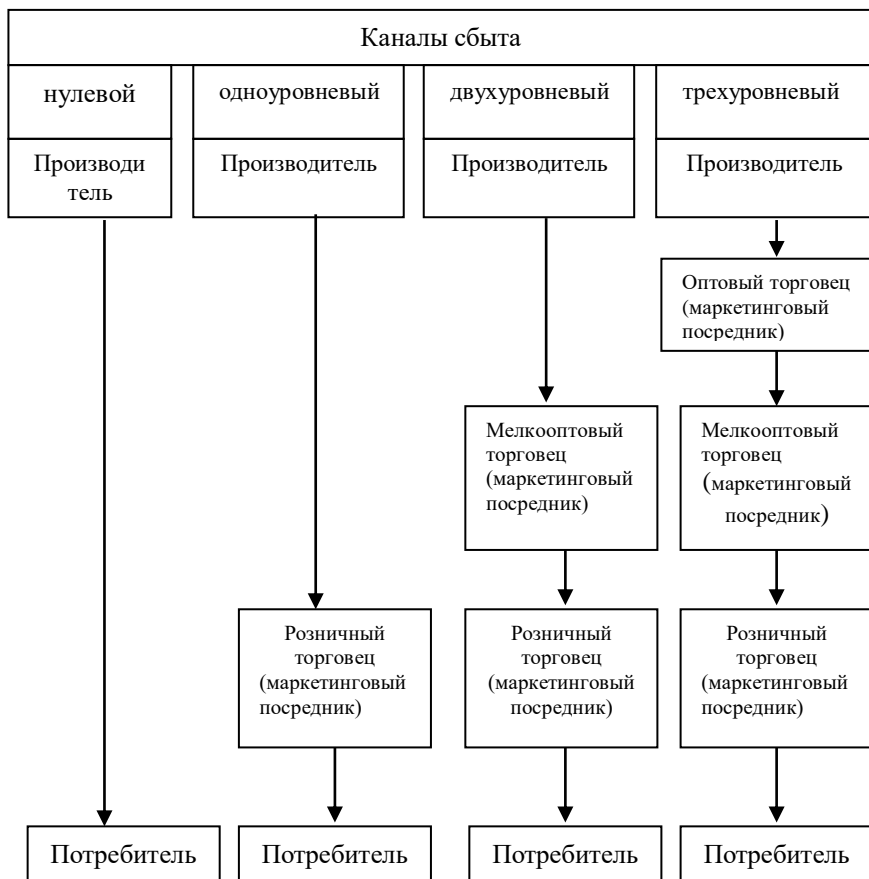 Каналы сбыта
нулевой
одноуровневый
двухуровневый
трехуровневый
Производи
тель
Производитель
Производитель
Производитель
Оптовый торговец
(маркетинговый
посредник)
Мелкооптовый
торговец
(маркетинговый
посредник)
Мелкооптовый
торговец
(маркетинговый
посредник)
Розничный
торговец
(маркетинговый
посредник)
Розничный
торговец
(маркетинговый
посредник)
Розничный
торговец
(маркетинговый
посредник)
Потребитель
Потребитель
Потребитель
Потребитель